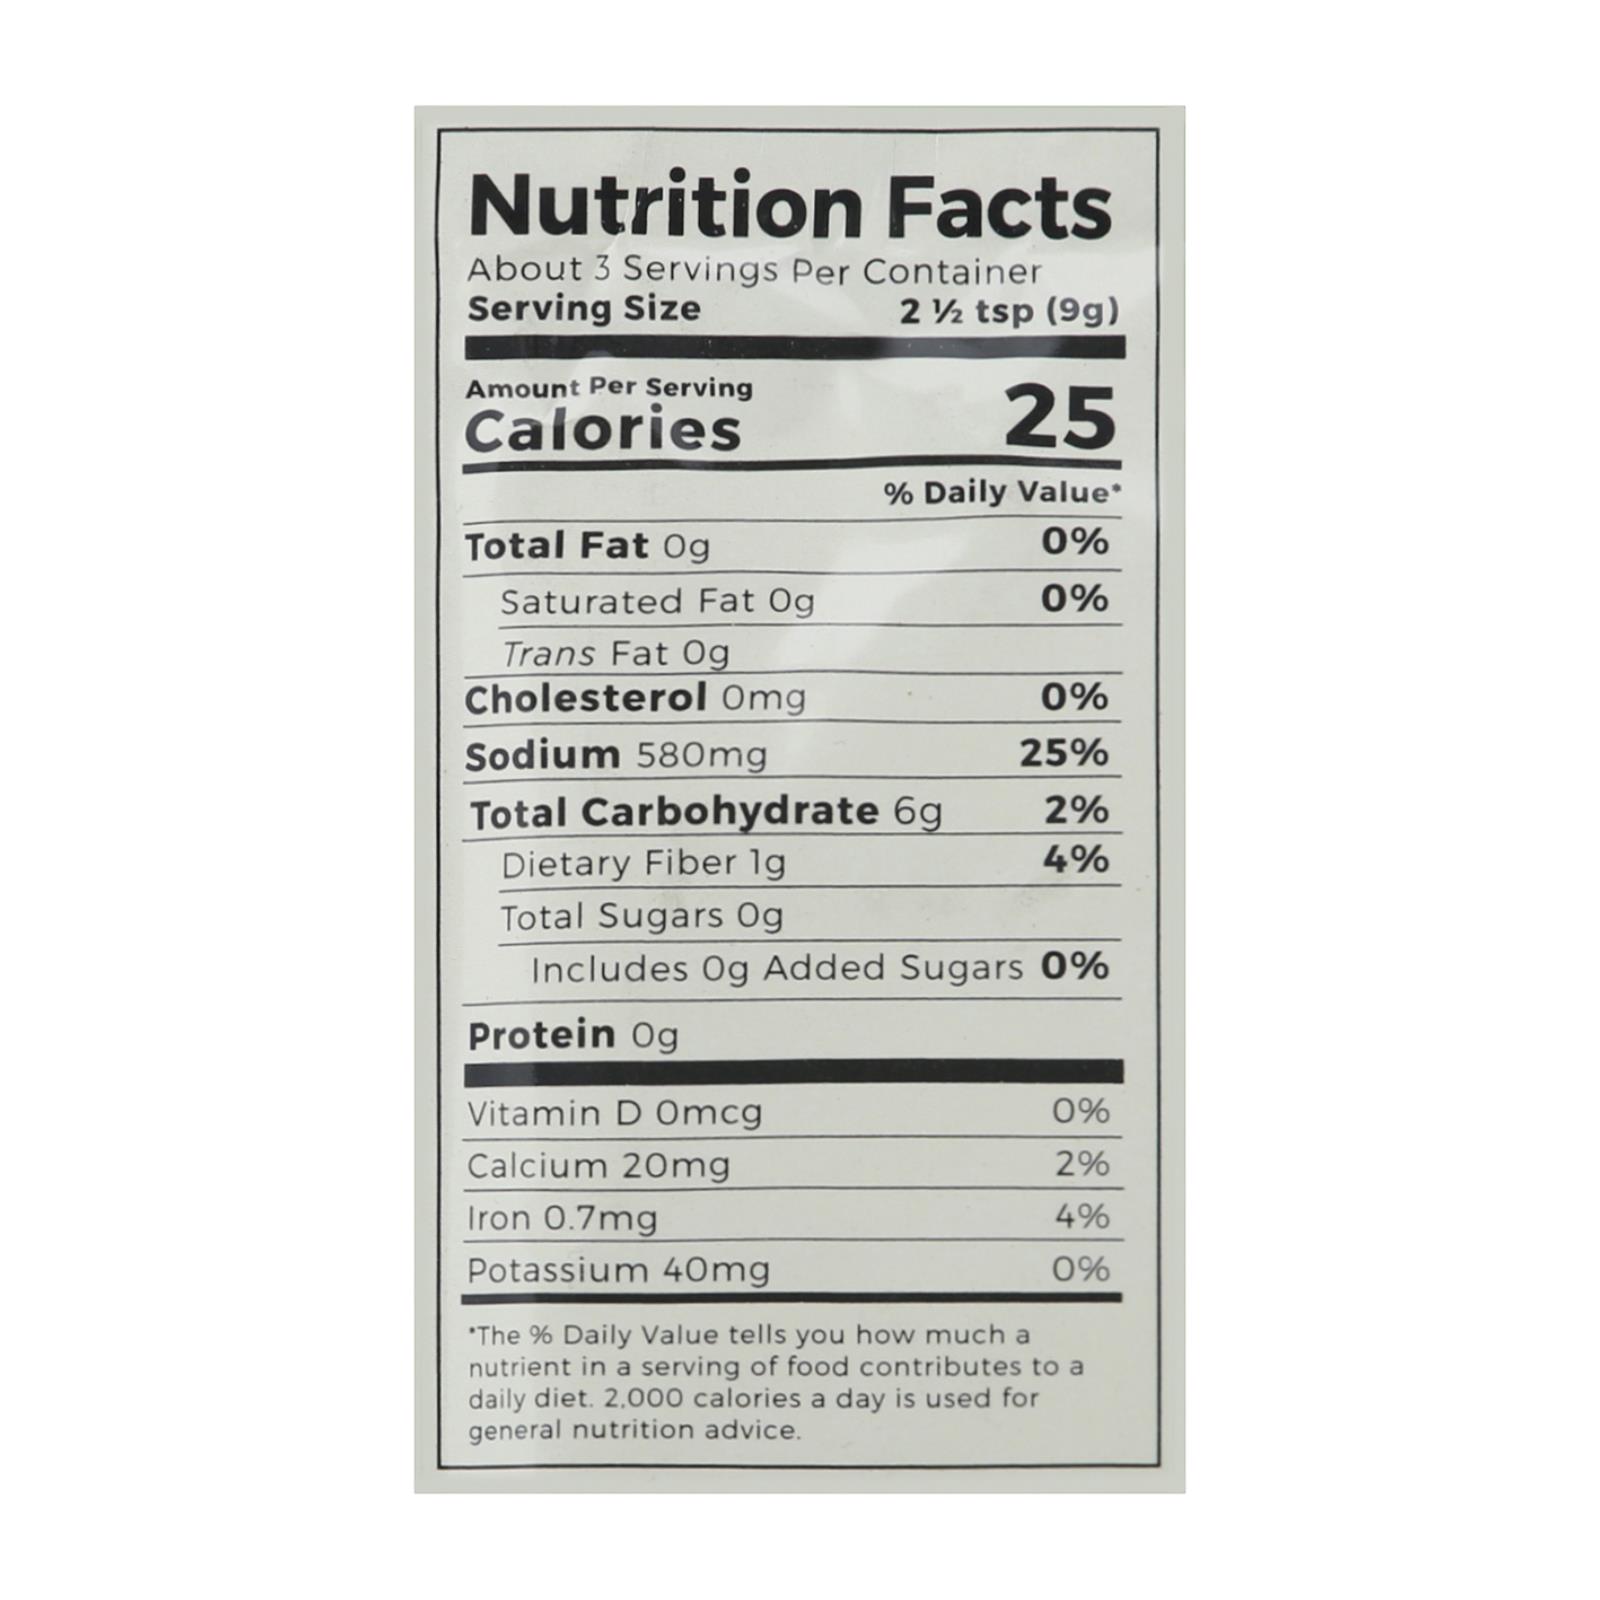 Nutrition Facts
About 3 Servings Per Container
Serving Size 2 ½ tsp (9g)
Amount Per Serving
Calories 25
% Daily Value*
Total Fat 0g 0%
Saturated Fat 0g 0%
Trans Fat 0g
Cholesterol 0mg 0%
Sodium 580mg 25%
Total Carbohydrate 6g 2%
Dietary Fiber 1g 4%
Total Sugars 0g
Includes 0g Added Sugars 0%
Protein 0g
Vitamin D 0mcg 0%
Calcium 20mg 2%
Iron 0.7mg 4%
Potassium 40mg 0%
*The % Daily Value tells you how much a
nutrient in a serving of food contributes to a
daily diet. 2,000 calories a day is used for
general nutrition advice.